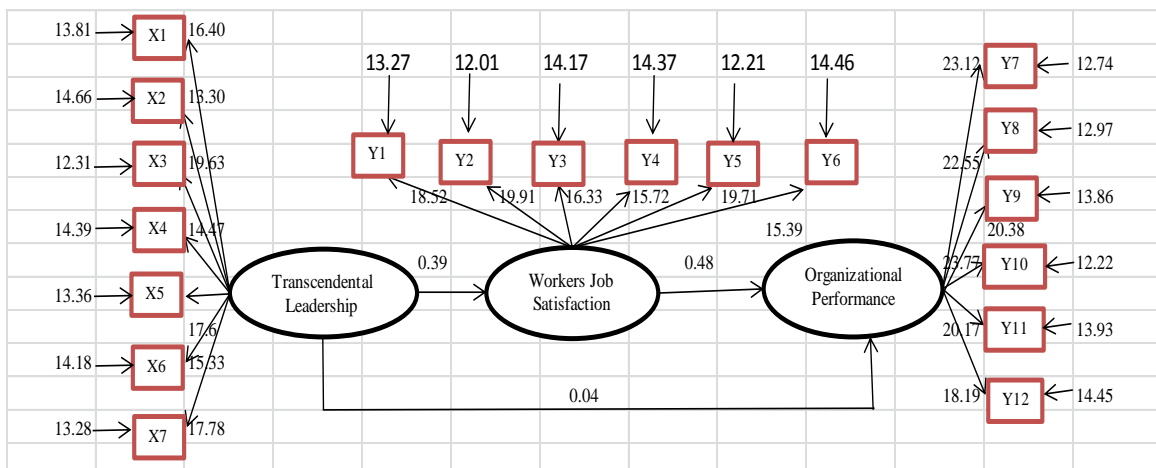 13.81 X1 16.40
13.27 12.01 14.17 14.37 12.21 14.46
23.12 Y7 12.74
14.66 X2 13.30
Y8 12.97
Y1 Y2 Y3 Y4 Y5 Y6
12.31 X3 19.63
22.55
18.52 19.91 16.33 15.72 19.71
Y9 13.86
14.39 X4 14.47
15.39
20.38
0.39
0.48
23.77 Y10 12.22
13.36 X5
Transcendental
Leadership
Workers Job
Satisfaction
Organizational
Performance
17.6
20.17 Y11 13.93
14.18 X6 15.33
0.04
18.19 Y12 14.45
13.28 X7 17.78